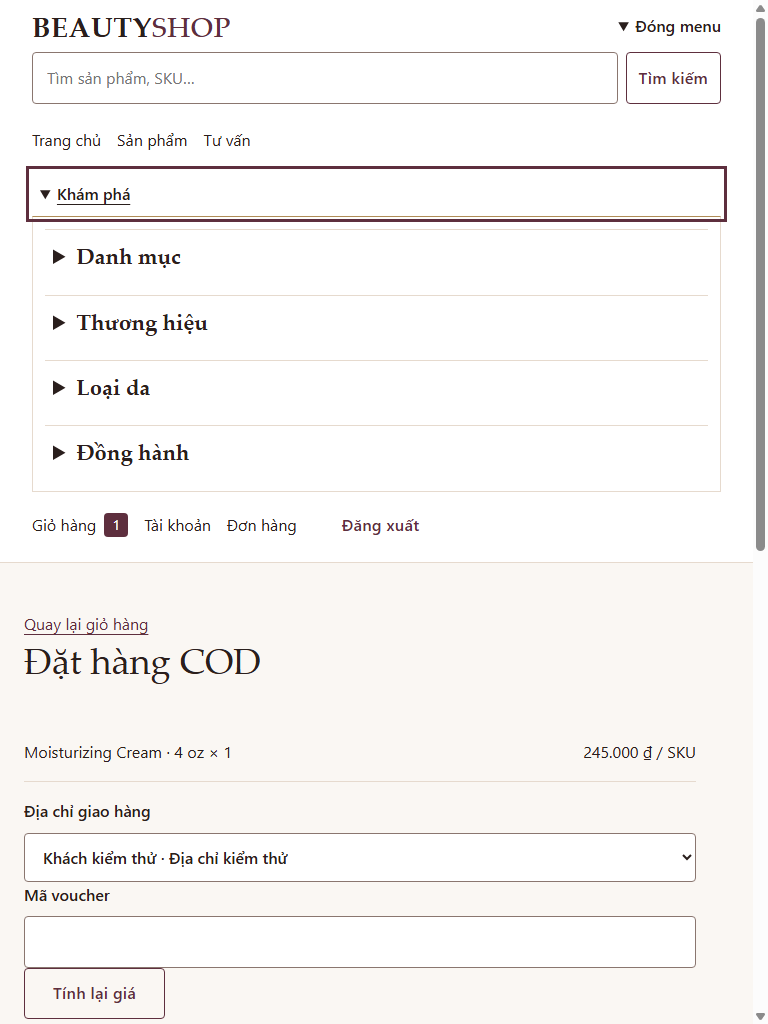 BEAUTYSHOP
▼ Đóng menu
Tìm sản phẩm, SKU...
Tìm kiếm
Trang chủ Sản phẩm Tư vấn
▼ Khám phá
▶ Danh mục
▶ Thương hiệu
▶ Loại da
▶ Đồng hành
Giỏ hàng 1 Tài khoản Đơn hàng Đăng xuất
Quay lại giỏ hàng
Đặt hàng COD
Moisturizing Cream · 4 oz × 1 245.000 ₫ / SKU
Địa chỉ giao hàng
Khách kiểm thử · Địa chỉ kiểm thử
Mã voucher
Tính lại giá